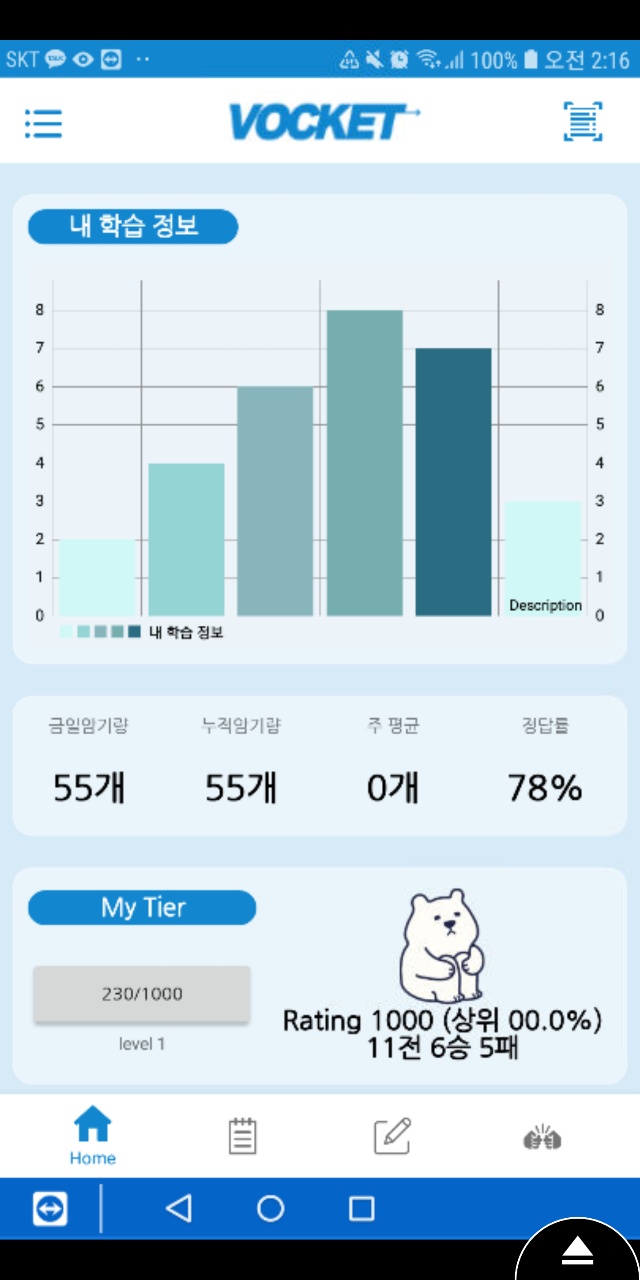 SKT 100% 오전 2:16
VOCKET
내 학습 정보
8 8
7 7
6 6
5 5
4 4
3 3
2 2
1 1
Description
0 0
내 학습 정보
금일암기량 누적암기량 주 평균 정답률
55개 55개 0개 78%
My Tier
230/1000
level 1
Rating 1000 (상위 00.0%)
11전 6승 5패
Home